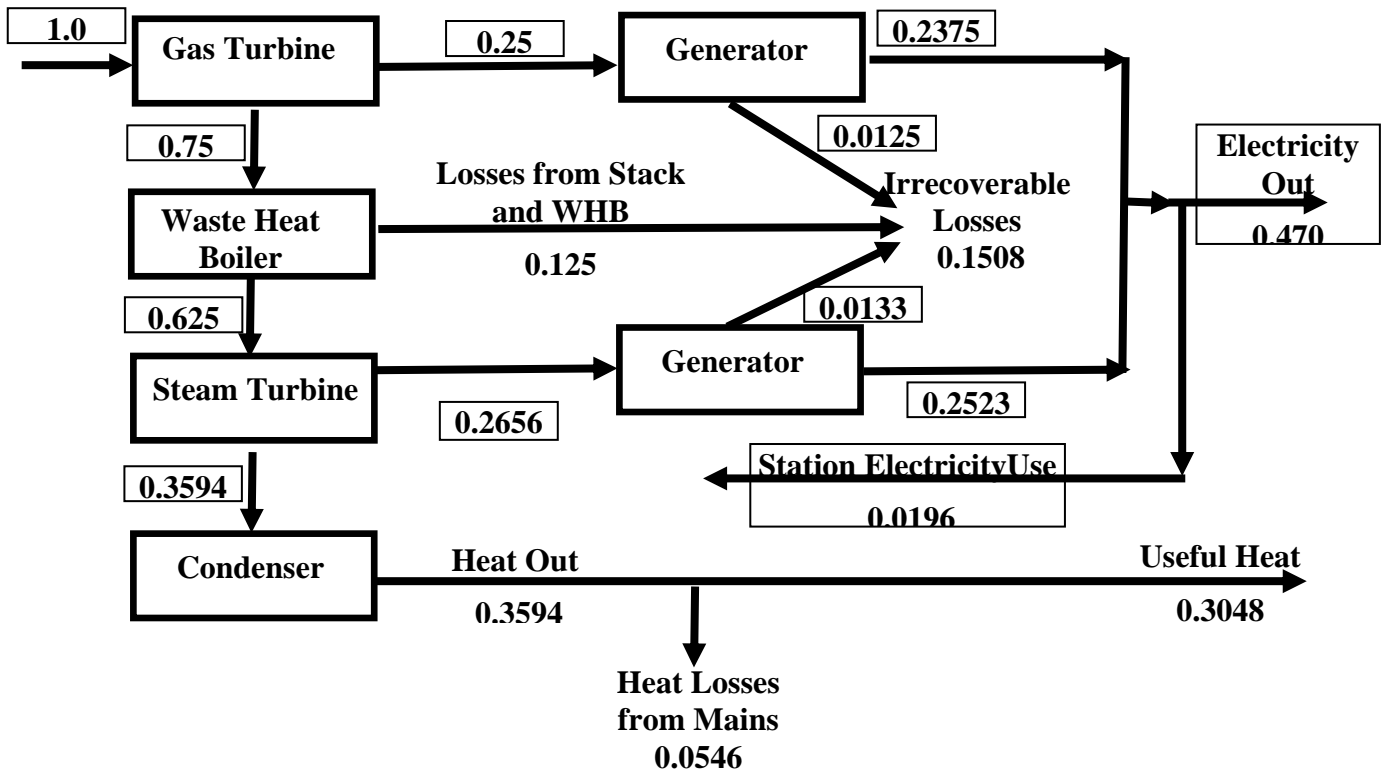 1.0
Gas Turbine
0.25
Generator
0.2375
0.75
0.0125
Electricity
Out
0.470
Losses from Stack
and WHB
0.125
Irrecoverable
Losses
0.1508
Waste Heat
Boiler
0.625
0.0133
Steam Turbine
0.2656
Generator
0.2523
Station ElectricityUse
0.0196
0.3594
Condenser
Heat Out
0.3594
Useful Heat
0.3048
Heat Losses
from Mains
0.0546